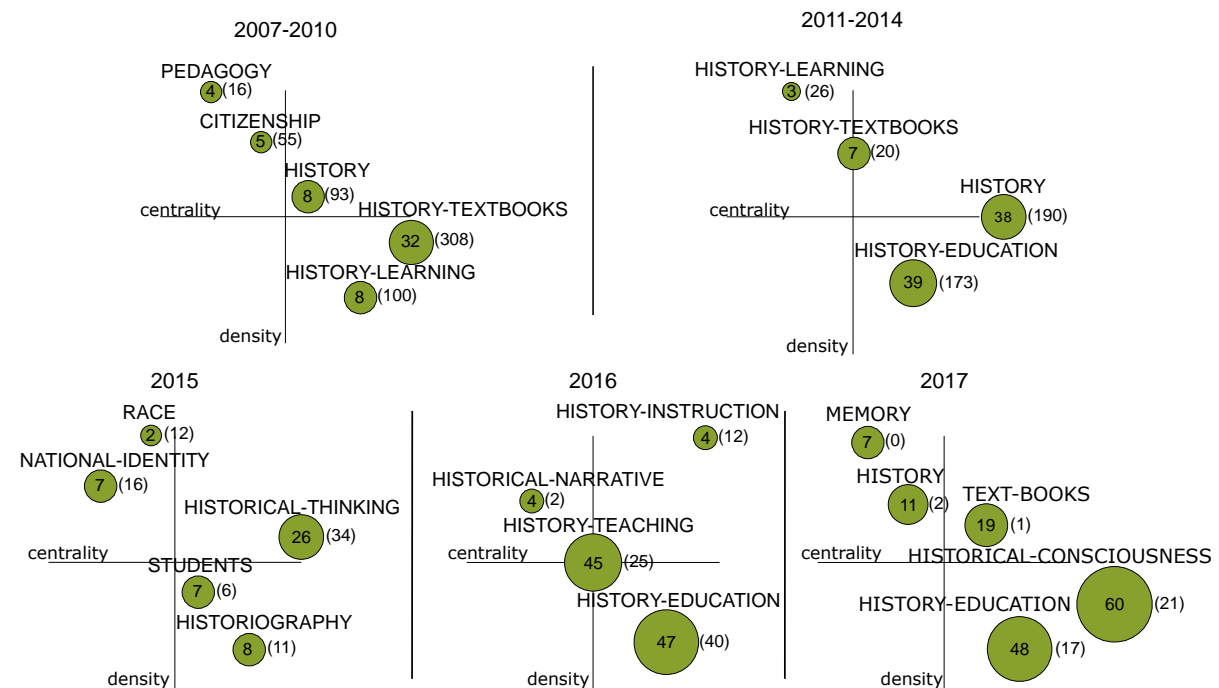 2007-2010
PEDAGOGY
4 (16)
CITIZENSHIP
5 (55)
HISTORY
8 (93)
centrality
HISTORY-TEXTBOOKS
32 (308)
HISTORY-LEARNING
8 (100)
density
2011-2014
HISTORY-LEARNING
3 (26)
HISTORY-TEXTBOOKS
7 (20)
HISTORY
centrality
38 (190)
HISTORY-EDUCATION
39 (173)
density
2015
RACE
2 (12)
NATIONAL-IDENTITY
7 (16)
HISTORICAL-THINKING
26 (34)
centrality
STUDENTS
7 (6)
HISTORIOGRAPHY
8 (11)
density
2016
HISTORY-INSTRUCTION
4 (12)
HISTORICAL-NARRATIVE
4 (2)
HISTORY-TEACHING
centrality
45 (25)
HISTORY-EDUCATION
47 (40)
density
2017
MEMORY
7 (0)
HISTORY
11 (2)
TEXT-BOOKS
19 (1)
centrality
HISTORICAL-CONSCIOUSNESS
60 (21)
HISTORY-EDUCATION
48 (17)
density